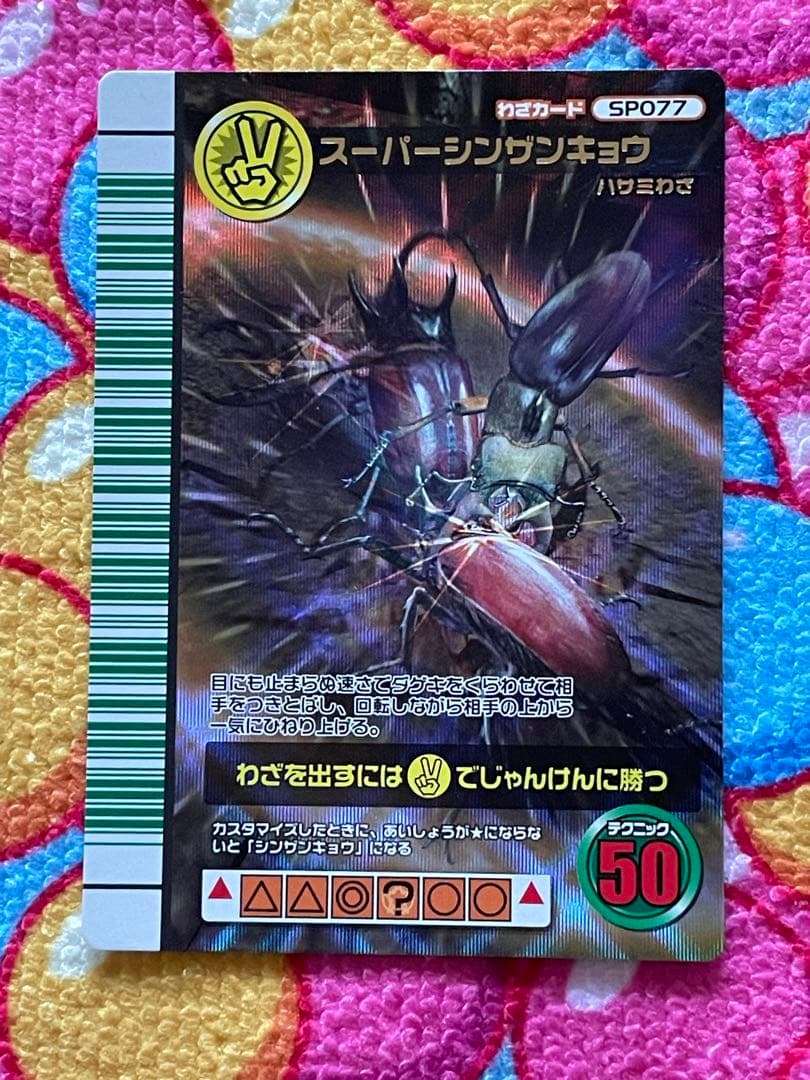 わざカード SP077
スーパーシンザンキョウ
ハサミわざ
目にも止まらぬ速さでダゲキをくらわせて相
手をつきとばし、回転しながら相手の上から
一気にひねり上げる。
わざを出すには でじゃんけんに勝つ
カスタマイズしたときに、あいしょうが★にならな
いと「シンザンキョウ」になる
テクニック
50
△ △ ◎ ? ○ ○